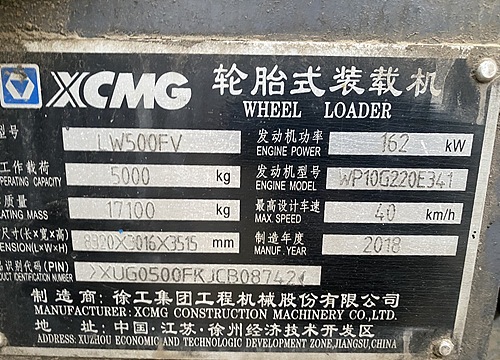 XCMG 轮胎式装载机
WHEEL LOADER
型号 LW500FV 发动机功率 ENGINE POWER 162 kW
工作载荷 OPERATING CAPACITY 5000 kg 发动机型号 ENGINE MODEL WP10G220E341
质量 RATING MASS 17100 kg 最高设计车速 MAX SPEED 40 km/h
尺寸(长×宽×高) DIMENSION(L×W×H) 8920X3016X3515 mm 制造年度 MANUF. YEAR 2018
品识别代码(PIN) PRODUCT IDENTIFICATION NUMBER XUG0500FKJCB08742
制造商:徐工集团工程机械股份有限公司
MANUFACTURER: XCMG CONSTRUCTION MACHINERY CO.,LTD.
地 址:中国·江苏·徐州经济技术开发区
ADDRESS: XUZHOU ECONOMIC AND TECHNOLOGIC DEVELOPMENT ZONE,JIANGSU,CHINA